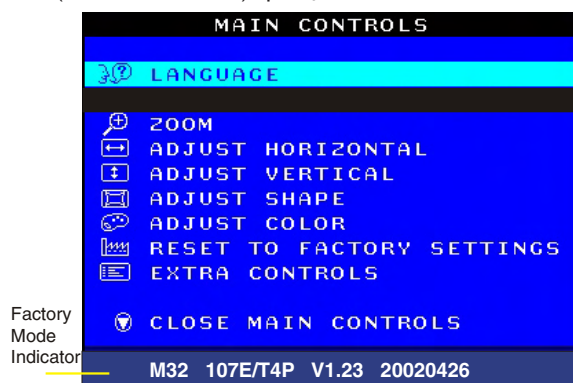 MAIN CONTROLS
LANGUAGE
ZOOM
ADJUST HORIZONTAL
ADJUST VERTICAL
ADJUST SHAPE
ADJUST COLOR
RESET TO FACTORY SETTINGS
EXTRA CONTROLS
CLOSE MAIN CONTROLS
Factory
Mode
Indicator
M32 107E/T4P V1.23 20020426